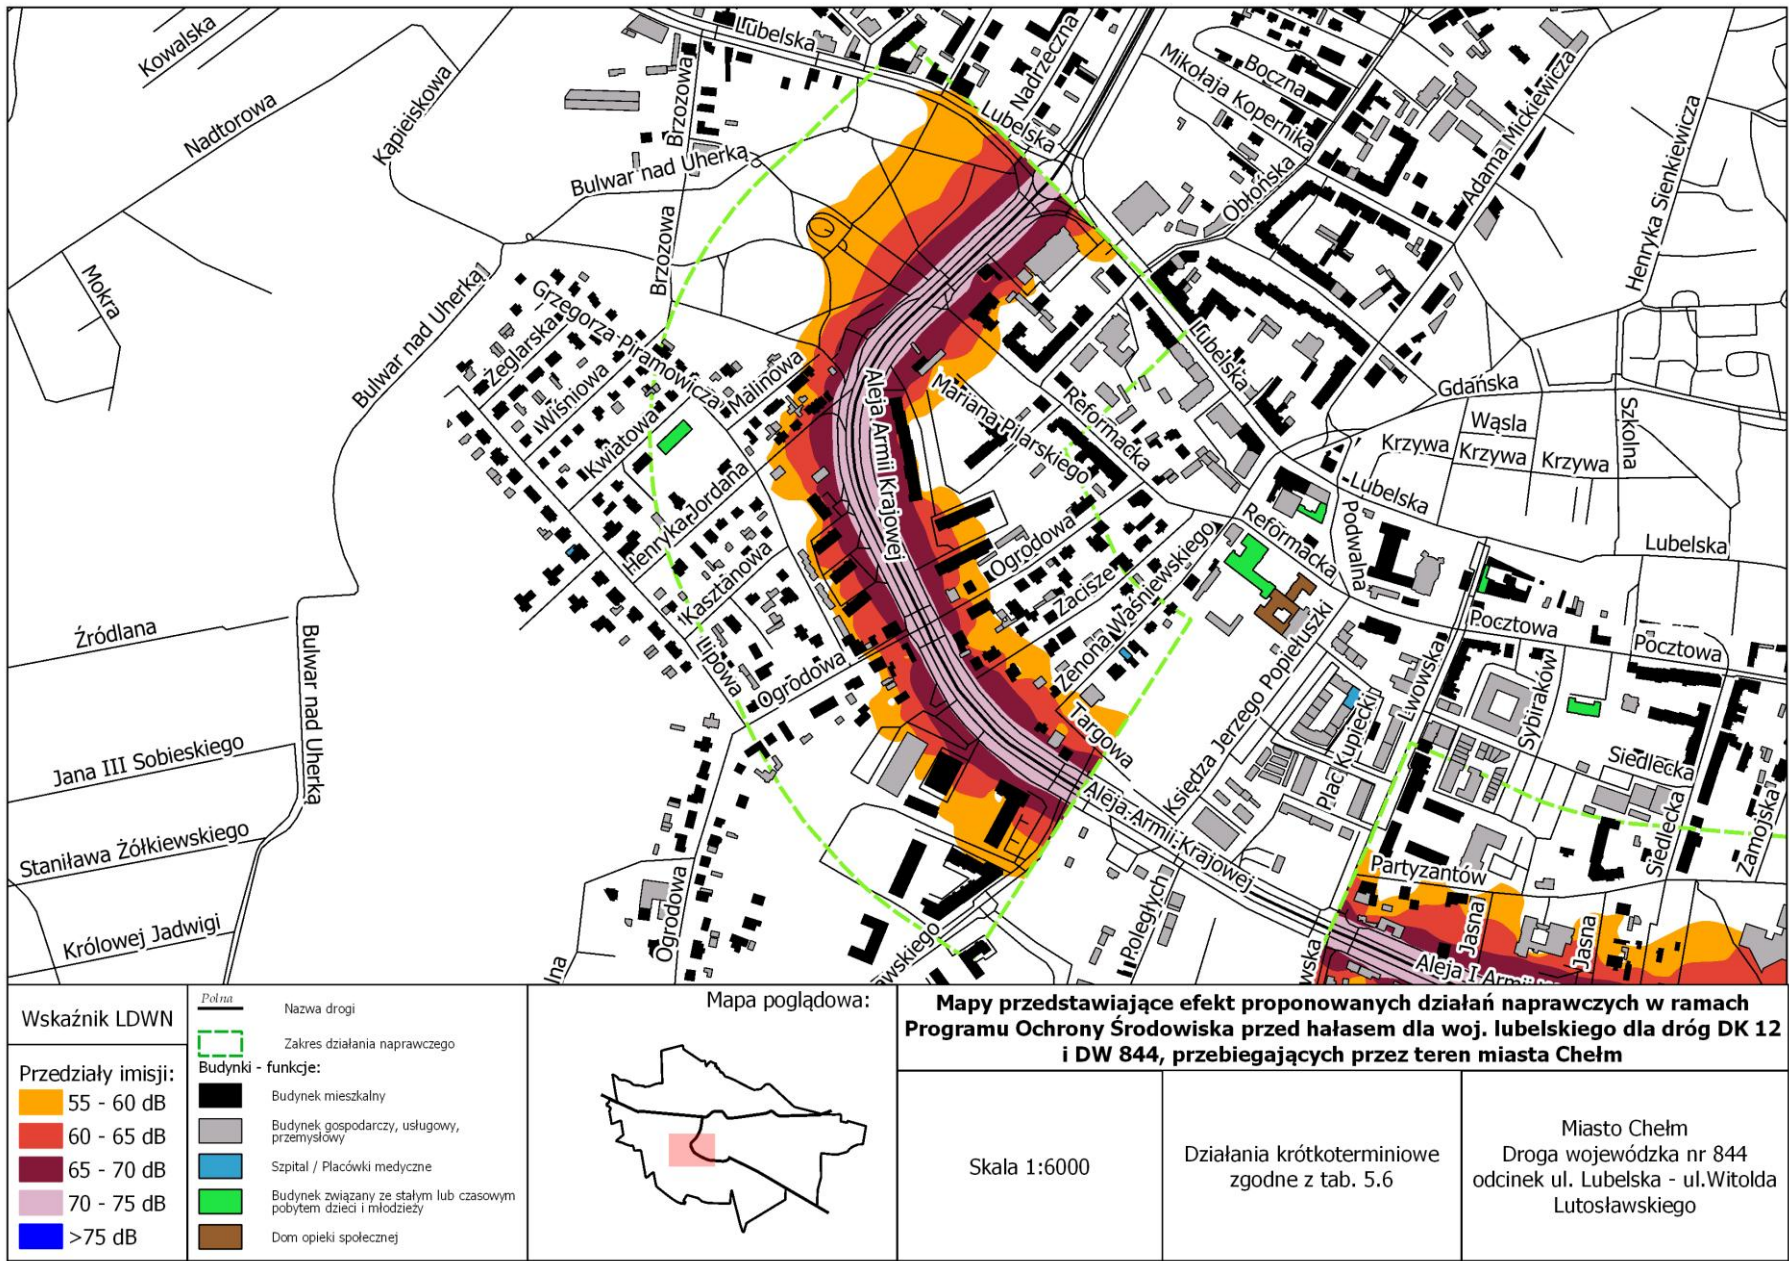 Kowalska
Nadtorowa
Kąpieiskowa
Brzozowa
Lubelska
Nadrzeczna
Lubelska
Boczna
Mikołaja Kopernika
Adama Mickiewicza
Henryka Sienkiewicza
Obłońska
Bulwar nad Uherką
Brzozowa
Mokra
Bulwar nad Uherką
Grzegorza Piramowicza
Żeglarska
Wiśniowa
Malinowa
Kwiatowa
Henryka Jordana
Kasztanowa
Lipowa
Ogrodowa
Aleja Armii Krajowej
Mariana Pilarskiego
Reformacka
Lubelska
Gdańska
Wąsla
Krzywa
Krzywa
Krzywa
Szkolna
Lubelska
Lubelska
Ogrodowa
Zacisze
Zenona Waśniewskiego
Reformacka
Podwalna
Pocztowa
Pocztowa
Źródlana
Bulwar nad Uherką
Jana III Sobieskiego
Staniława Żółkiewskiego
Królowej Jadwigi
Targowa
Księdza Jerzego Popiełuszki
Plac Kupiecki
Lwowska
Sybiraków
Siedlecka
Siedlecka
Zamojska
Aleja Armii Krajowej
Partyzantów
Jasna
Jasna
Poległych
Ogrodowa
lna
awskiego
wska
Aleja I Armii
Wskaźnik LDWN
Przedziały imisji:
55 - 60 dB
60 - 65 dB
65 - 70 dB
70 - 75 dB
>75 dB
Polna
Nazwa drogi
Zakres działania naprawczego
Budynki - funkcje:
Budynek mieszkalny
Budynek gospodarczy, usługowy,
przemysłowy
Szpital / Placówki medyczne
Budynek związany ze stałym lub czasowym
pobytem dzieci i młodzieży
Dom opieki społecznej
Mapa poglądowa:
Mapy przedstawiające efekt proponowanych działań naprawczych w ramach
Programu Ochrony Środowiska przed hałasem dla woj. lubelskiego dla dróg DK 12
i DW 844, przebiegających przez teren miasta Chełm
Skala 1:6000
Działania krótkoterminiowe
zgodne z tab. 5.6
Miasto Chełm
Droga wojewódzka nr 844
odcinek ul. Lubelska - ul.Witolda
Lutosławskiego